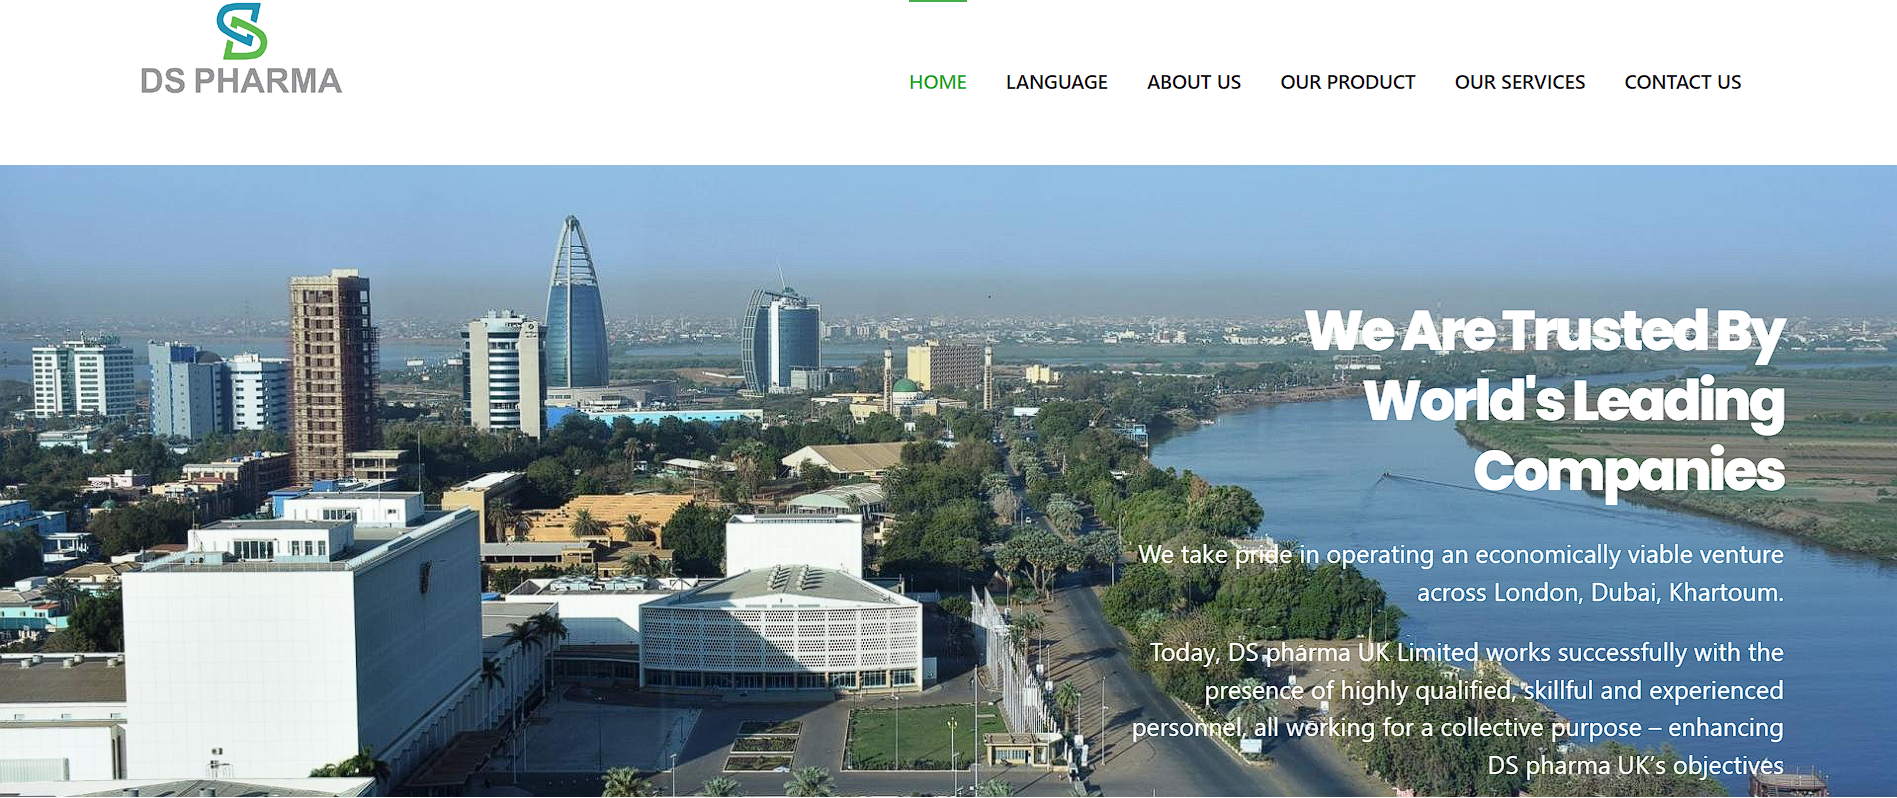 DS PHARMA
HOME LANGUAGE ABOUT US OUR PRODUCT OUR SERVICES CONTACT US
We Are Trusted By
World's Leading
Companies
We take pride in operating an economically viable venture
across London, Dubai, Khartoum.
Today, DS pharma UK Limited works successfully with the
presence of highly qualified, skillful and experienced
personnel, all working for a collective purpose – enhancing
DS pharma UK’s objectives